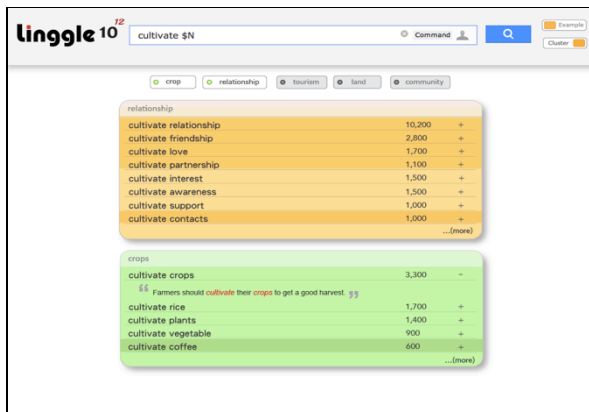 Linggle 10 12
cultivate $N Command
Example
Cluster
crop relationship tourism land community
relationship
cultivate relationship 10,200 +
cultivate friendship 2,800 +
cultivate love 1,700 +
cultivate partnership 1,100 +
cultivate interest 1,500 +
cultivate awareness 1,500 +
cultivate support 1,000 +
cultivate contacts 1,000 +
...(more)
crops
cultivate crops 3,300 -
“ Farmers should cultivate their crops to get a good harvest. ”
cultivate rice 1,700 +
cultivate plants 1,400 +
cultivate vegetable 900 +
cultivate coffee 600 +
...(more)